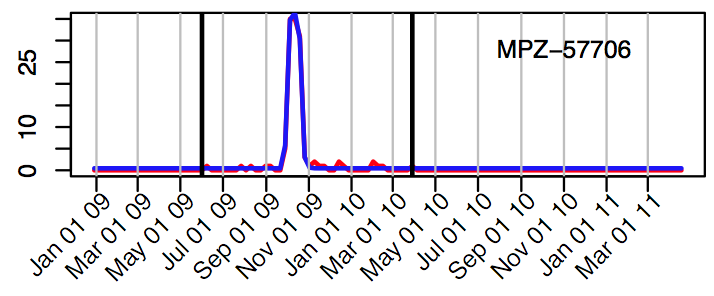 MPZ−57706
25
10
0
Jan 01 09
Mar 01 09
May 01 09
Jul 01 09
Sep 01 09
Nov 01 09
Jan 01 10
Mar 01 10
May 01 10
Jul 01 10
Sep 01 10
Nov 01 10
Jan 01 11
Mar 01 11